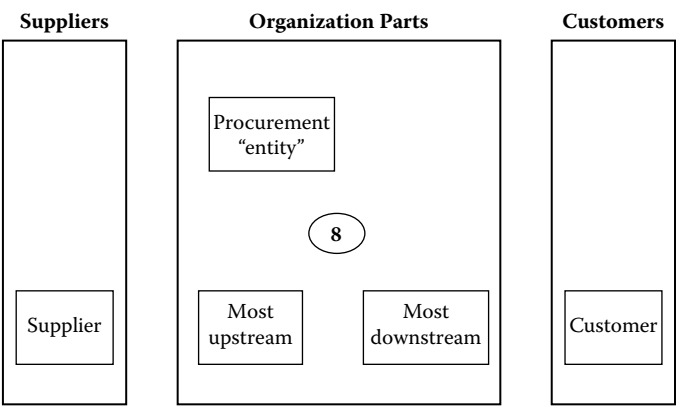 Suppliers
Organization Parts
Customers
Procurement
“entity”
8
Supplier
Most
upstream
Most
downstream
Customer